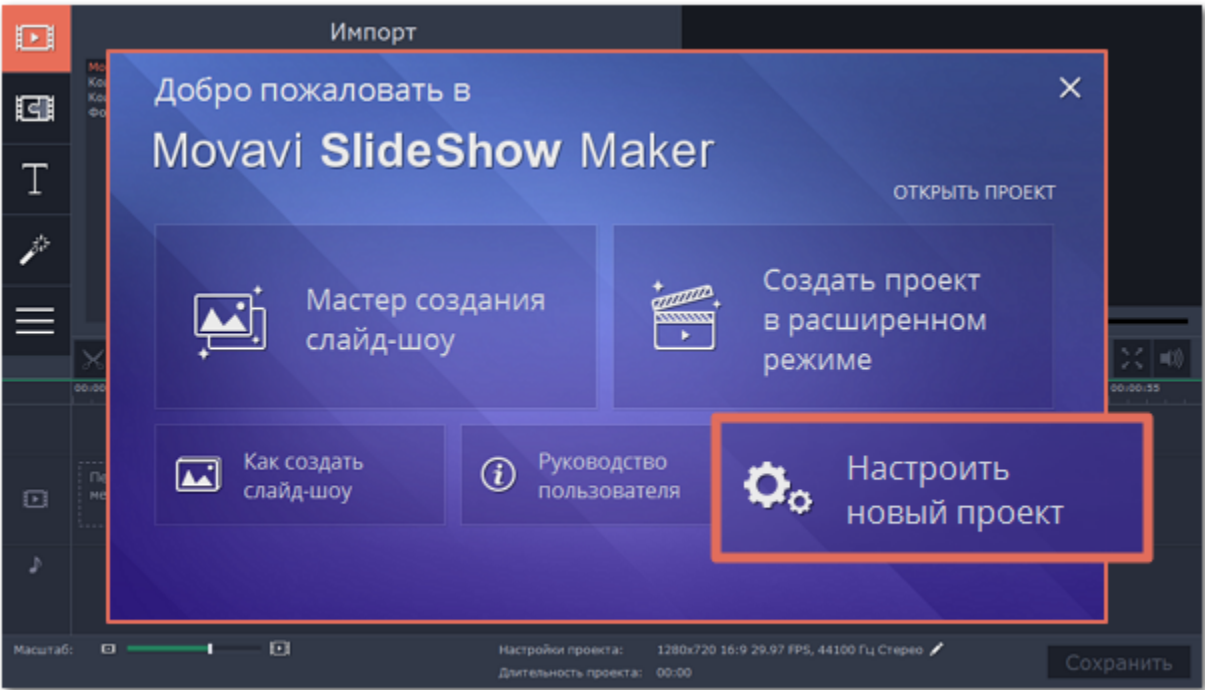 Импорт
Добро пожаловать в
Movavi SlideShow Maker
ОТКРЫТЬ ПРОЕКТ
Мастер создания
слайд-шоу
Создать проект
в расширенном
режиме
Как создать
слайд-шоу
Руководство
пользователя
Настроить
новый проект
00:00:55
Масштаб:
Настройки проекта: 1280x720 16:9 29.97 FPS, 44100 Гц Стерео
Длительность проекта: 00:00
Сохранить